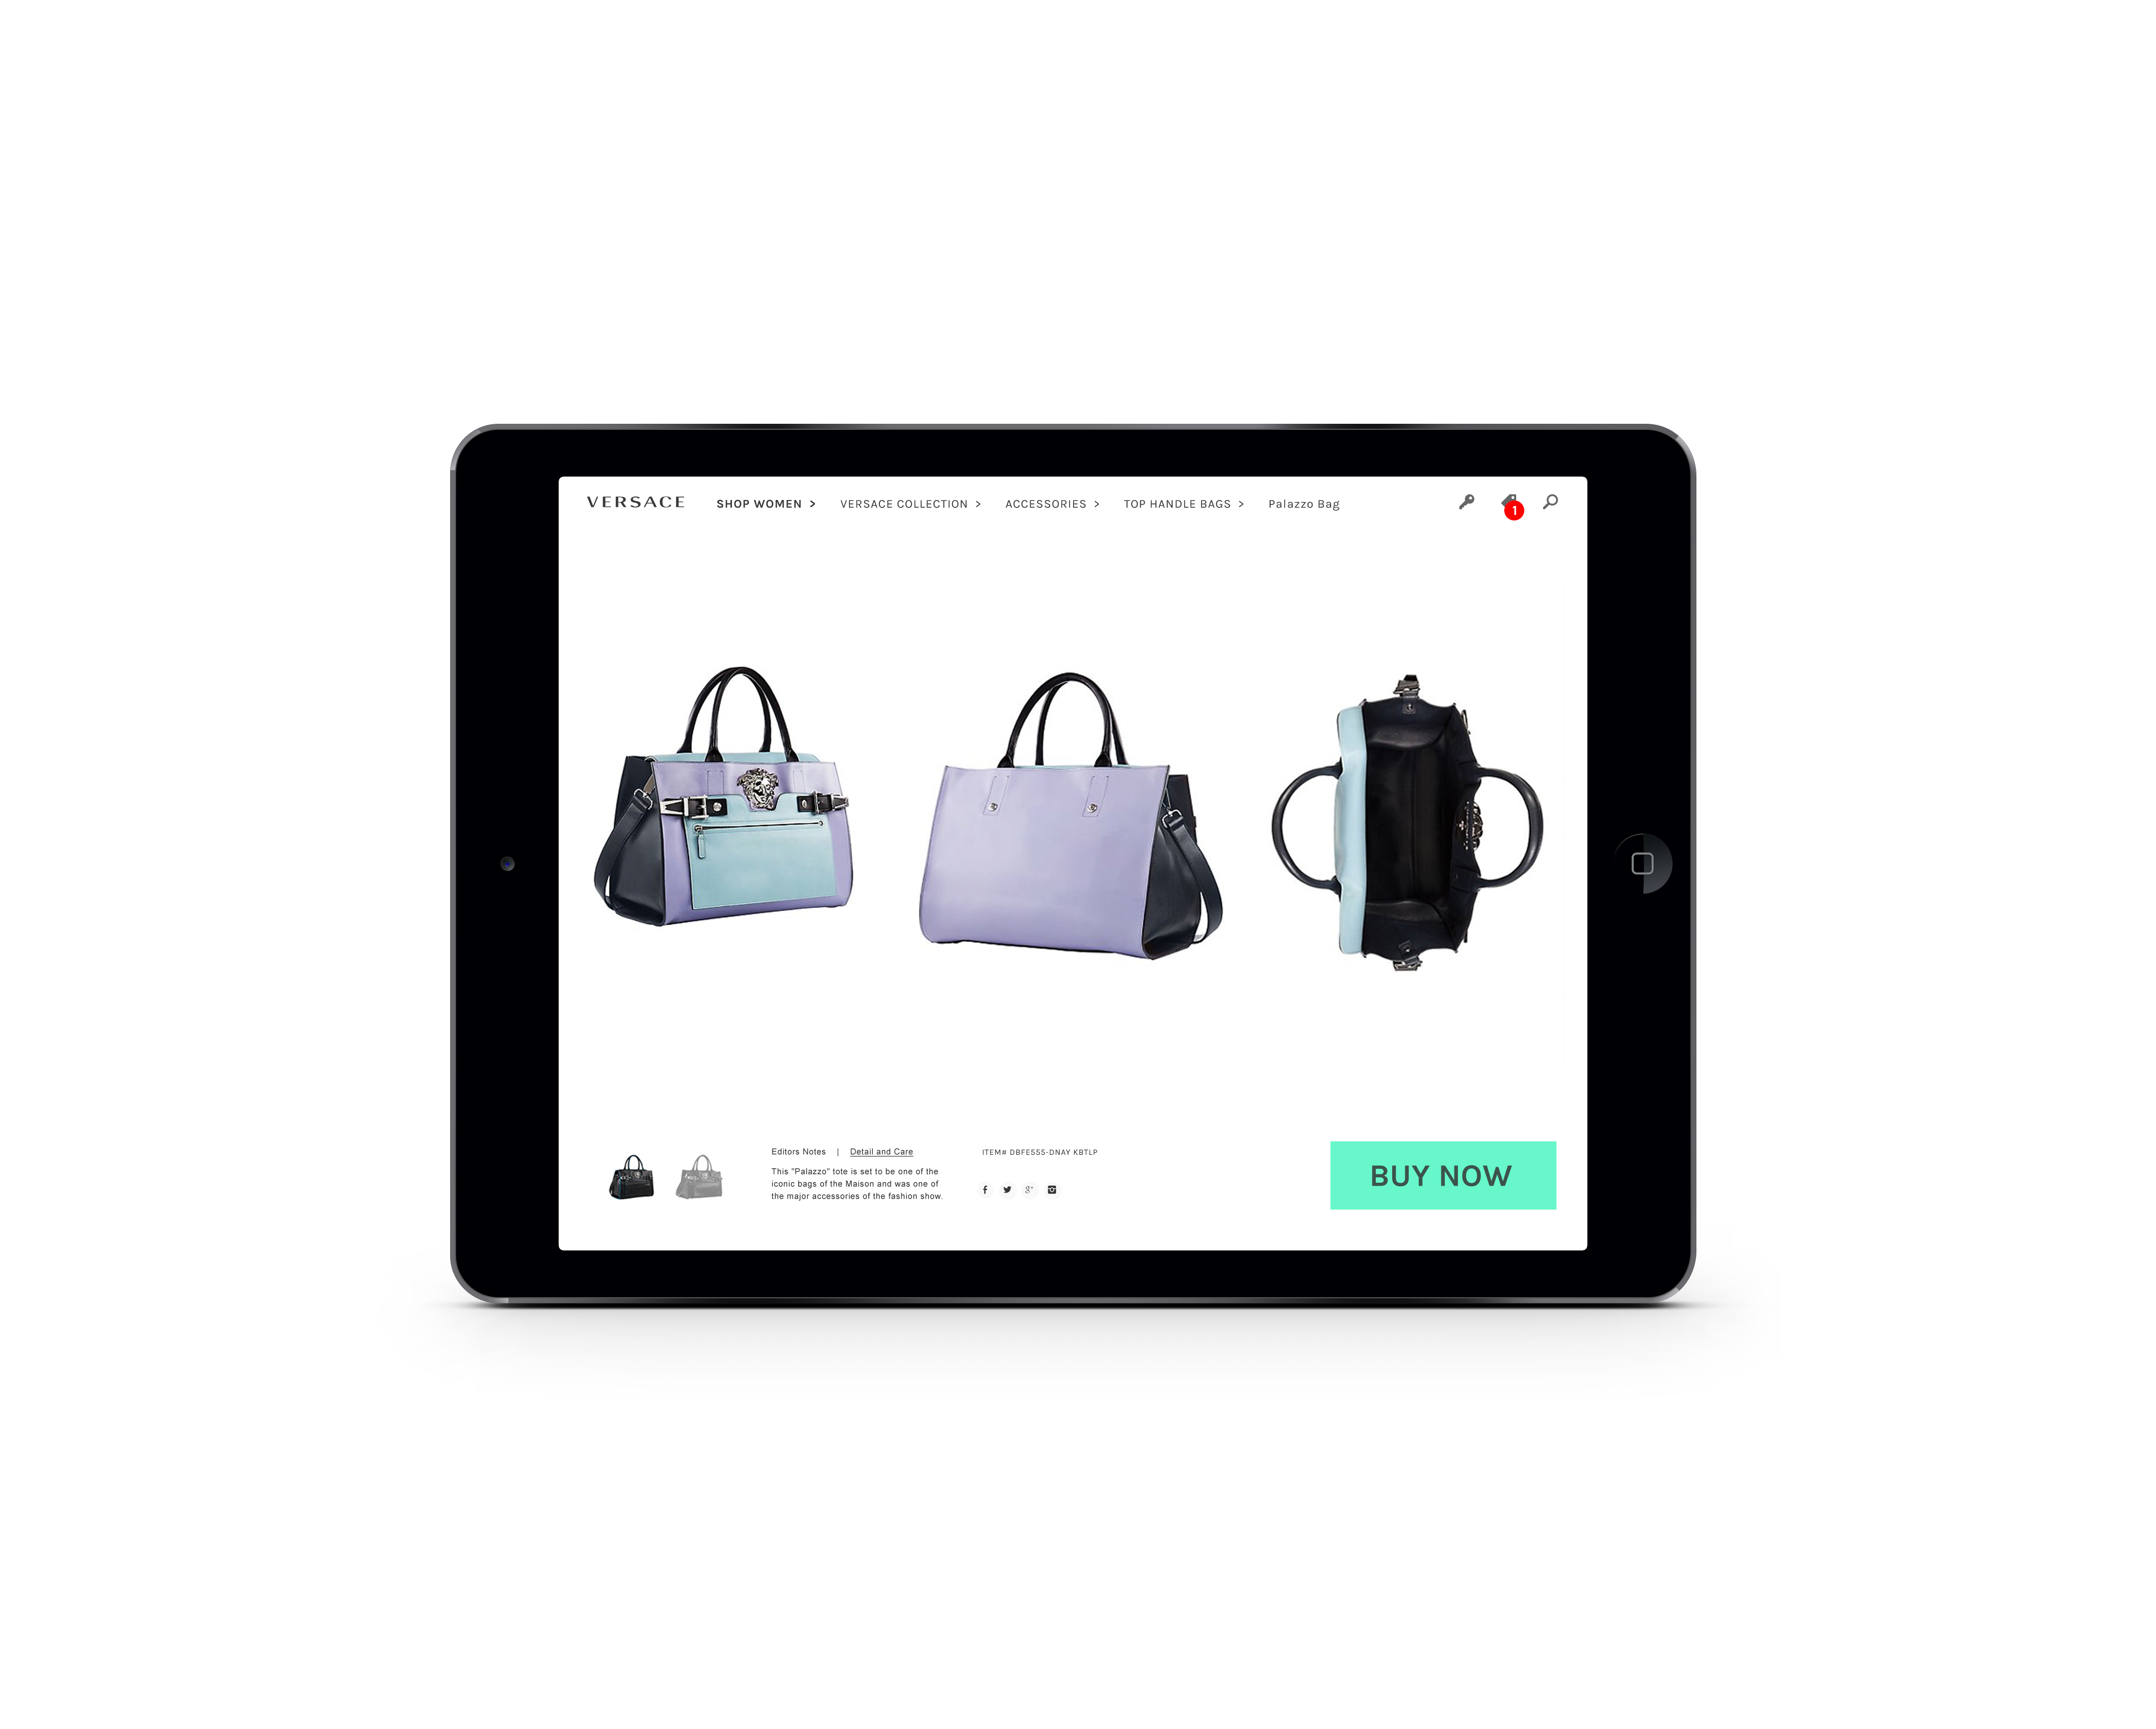 VERSACE SHOP WOMEN > VERSACE COLLECTION > ACCESSORIES > TOP HANDLE BAGS > Palazzo Bag 1
Editors Notes | Detail and Care
This "Palazzo" tote is set to be one of the
iconic bags of the Maison and was one of
the major accessories of the fashion show.
ITEM# DBFE555-DNAY KBTLP
f g+
BUY NOW